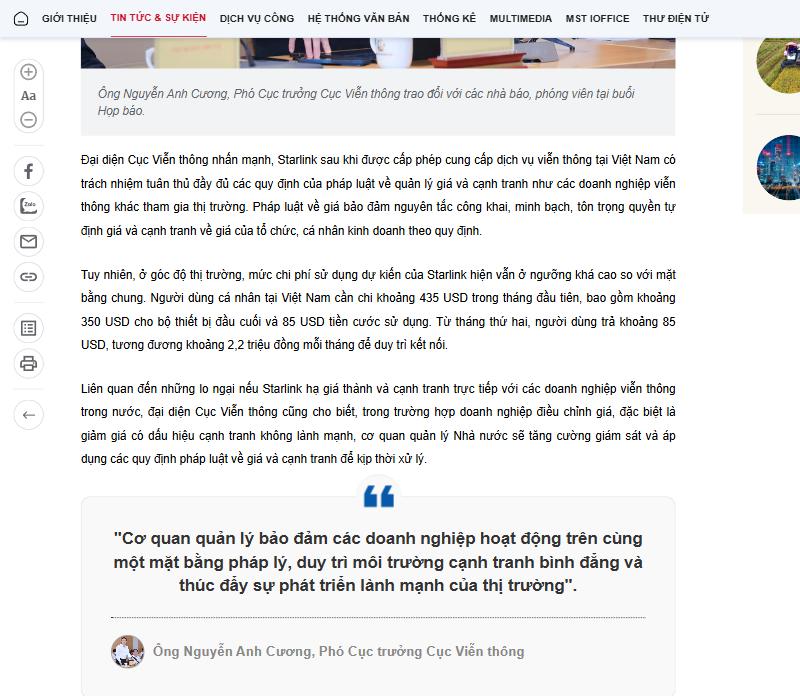 GIỚI THIỆU TIN TỨC & SỰ KIỆN DỊCH VỤ CÔNG HỆ THỐNG VĂN BẢN THỐNG KÊ MULTIMEDIA MST IOFFICE THƯ ĐIỆN TỬ
Aa
Zalo
Ông Nguyễn Anh Cương, Phó Cục trưởng Cục Viễn thông trao đổi với các nhà báo, phóng viên tại buổi
Họp báo.
Đại diện Cục Viễn thông nhấn mạnh, Starlink sau khi được cấp phép cung cấp dịch vụ viễn thông tại Việt Nam có
trách nhiệm tuân thủ đầy đủ các quy định của pháp luật về quản lý giá và cạnh tranh như các doanh nghiệp viễn
thông khác tham gia thị trường. Pháp luật về giá bảo đảm nguyên tắc công khai, minh bạch, tôn trọng quyền tự
định giá và cạnh tranh về giá của tổ chức, cá nhân kinh doanh theo quy định.
Tuy nhiên, ở góc độ thị trường, mức chi phí sử dụng dự kiến của Starlink hiện vẫn ở ngưỡng khá cao so với mặt
bằng chung. Người dùng cá nhân tại Việt Nam cần chi khoảng 435 USD trong tháng đầu tiên, bao gồm khoảng
350 USD cho bộ thiết bị đầu cuối và 85 USD tiền cước sử dụng. Từ tháng thứ hai, người dùng trả khoảng 85
USD, tương đương khoảng 2,2 triệu đồng mỗi tháng để duy trì kết nối.
Liên quan đến những lo ngại nếu Starlink hạ giá thành và cạnh tranh trực tiếp với các doanh nghiệp viễn thông
trong nước, đại diện Cục Viễn thông cũng cho biết, trong trường hợp doanh nghiệp điều chỉnh giá, đặc biệt là
giảm giá có dấu hiệu cạnh tranh không lành mạnh, cơ quan quản lý Nhà nước sẽ tăng cường giám sát và áp
dụng các quy định pháp luật về giá và cạnh tranh để kịp thời xử lý.
"Cơ quan quản lý bảo đảm các doanh nghiệp hoạt động trên cùng
một mặt bằng pháp lý, duy trì môi trường cạnh tranh bình đẳng và
thúc đẩy sự phát triển lành mạnh của thị trường".
Ông Nguyễn Anh Cương, Phó Cục trưởng Cục Viễn thông